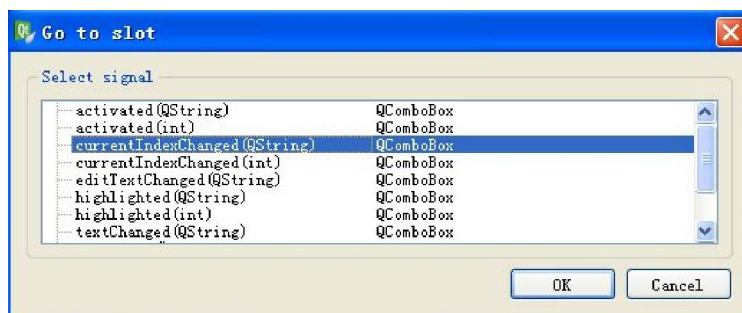 Go to slot
Select signal
activated(QString) QComboBox
activated(int) QComboBox
currentIndexChanged(QString) QComboBox
currentIndexChanged(int) QComboBox
editTextChanged(QString) QComboBox
highlighted(QString) QComboBox
highlighted(int) QComboBox
textChanged(QString) QComboBox
OK Cancel